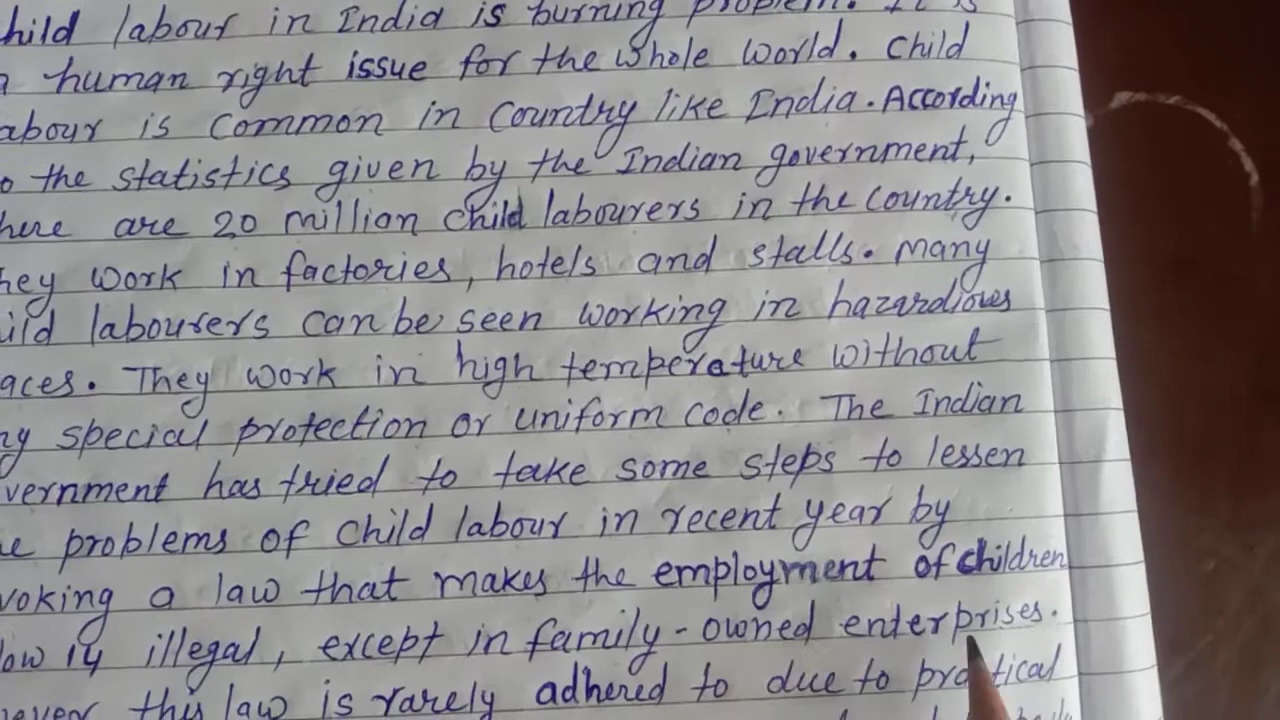 hild labour in India is burning problem. It is
a human right issue for the whole world. Child
abour is common in country like India. According
o the statistics given by the Indian government,
here are 20 million child labourers in the country.
hey work in factories, hotels and stalls. Many
ild labourers can be seen working in hazardious
aces. They work in high temperature without
ny special protection or uniform code. The Indian
vernment has tried to take some steps to lessen
e problems of child labour in recent year by
voking a law that makes the employment of children
low 14 illegal, except in family-owned enterprises.
ever this law is rarely adhered to due to practical